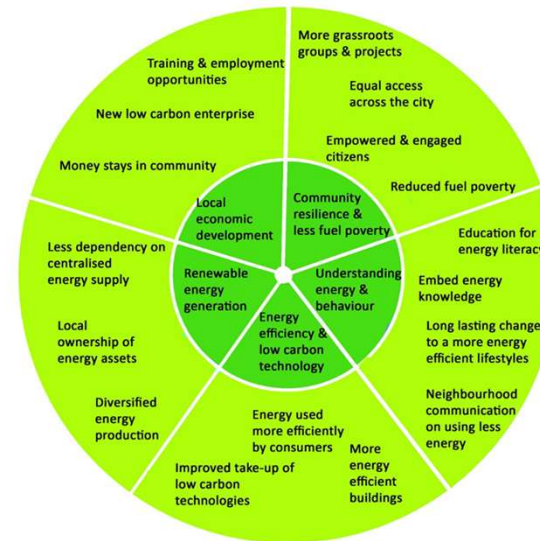 More grassroots
groups & projects
Equal access
across the city
Empowered & engaged
citizens
Reduced fuel poverty
Education for
energy literacy
Embed energy
knowledge
Long lasting change
to a more energy
efficient lifestyles
Neighbourhood
communication
on using less
energy
Energy used
more efficiently
by consumers
More
energy
efficient
buildings
Improved take-up of
low carbon
technologies
Less dependency on
centralised
energy supply
Local
ownership of
energy assets
Diversified
energy
production
Training & employment
opportunities
New low carbon enterprise
Money stays in community
Local
economic
development
Community
resilience &
less fuel poverty
Understanding
energy &
behaviour
Energy
efficiency &
low carbon
technology
Renewable
energy
generation